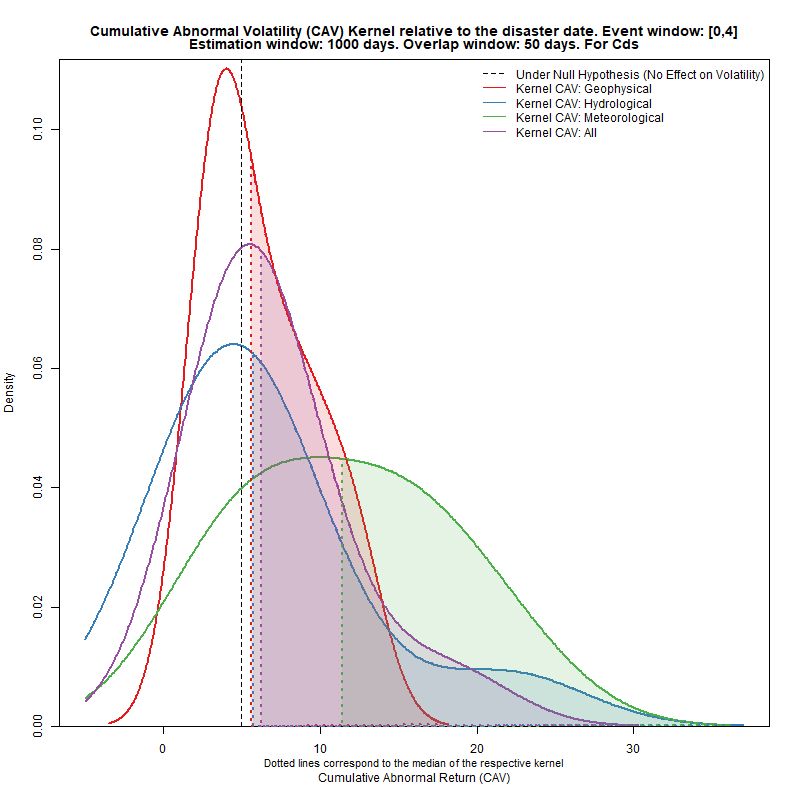 Cumulative Abnormal Volatility (CAV) Kernel relative to the disaster date. Event window: [0,4]
Estimation window: 1000 days. Overlap window: 50 days. For Cds
Under Null Hypothesis (No Effect on Volatility)
Kernel CAV: Geophysical
Kernel CAV: Hydrological
Kernel CAV: Meteorological
Kernel CAV: All
Density
0.10
0.08
0.06
0.04
0.02
0.00
0 10 20 30
Dotted lines correspond to the median of the respective kernel
Cumulative Abnormal Return (CAV)